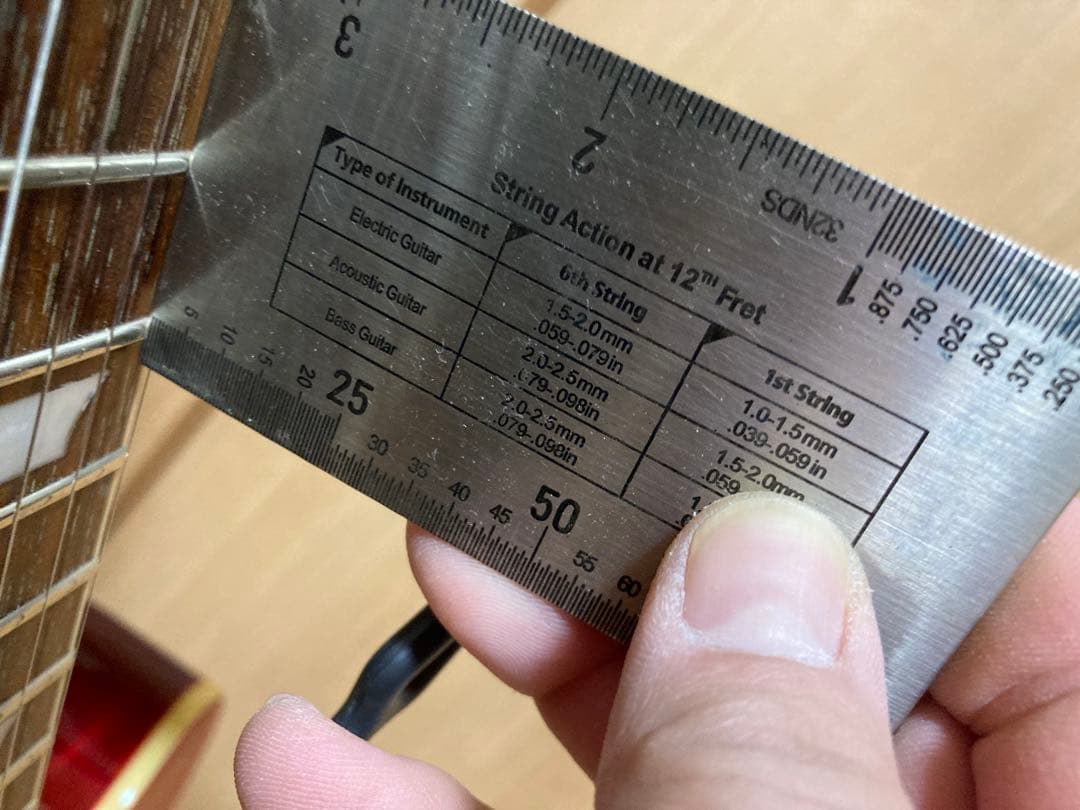 3
2
1
32NDS
.875
.750
.625
.500
.375
.250
String Action at 12TH Fret
Type of Instrument 6th String 1st String
Electric Guitar 1.5-2.0mm 1.0-1.5mm
.059-.079in .039-.059in
Acoustic Guitar 2.0-2.5mm 1.5-2.0mm
.079-.098in .059
Bass Guitar 2.0-2.5mm
.079-.098in
5 10 15 20 25 30 35 40 45 50 55 60